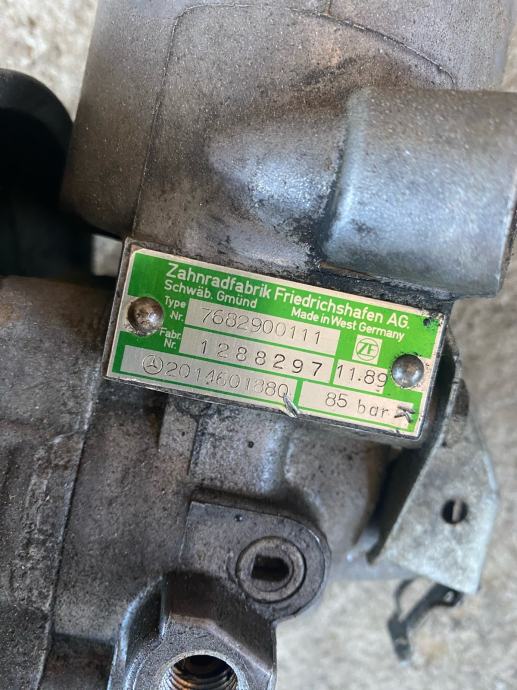 Zahnradfabrik Friedrichshafen AG.
Schwäb. Gmünd Made in West Germany
Type Nr. 7682900111 ZF
Fabr. Nr. 1288297 11.89
85 bar